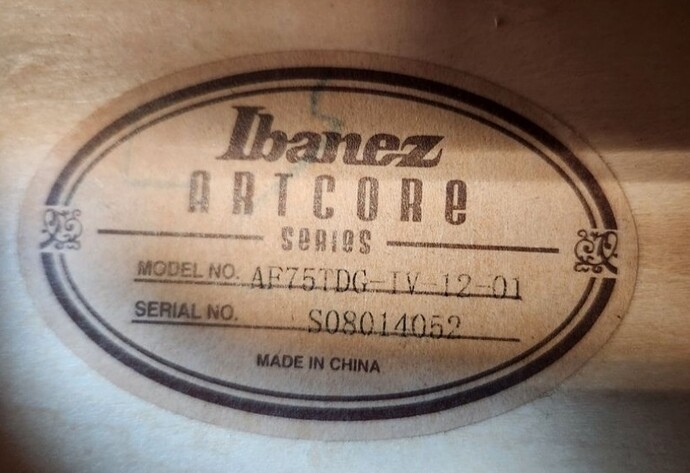 Ibanez
ARTCORE
SERIES
MODEL NO. AF75TDG-IV-12-01
SERIAL NO. S08014052
MADE IN CHINA